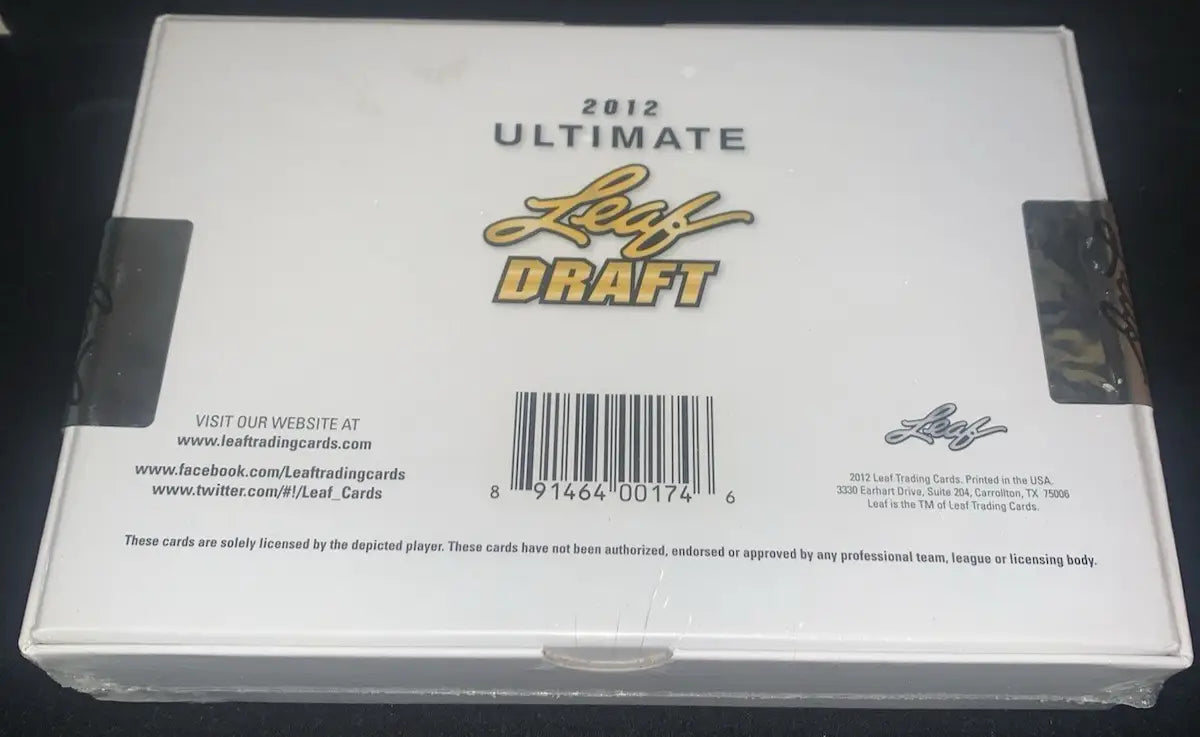 2012
ULTIMATE
Leaf
DRAFT
VISIT OUR WEBSITE AT
www.leaftradingcards.com
www.facebook.com/Leaftradingcards
www.twitter.com/#!/Leaf_Cards
8 91464 00174 6
Leaf
2012 Leaf Trading Cards. Printed in the USA.
3330 Earhart Drive, Suite 204, Carrollton, TX 75006
Leaf is the TM of Leaf Trading Cards.
These cards are solely licensed by the depicted player. These cards have not been authorized, endorsed or approved by any professional team, league or licensing body.